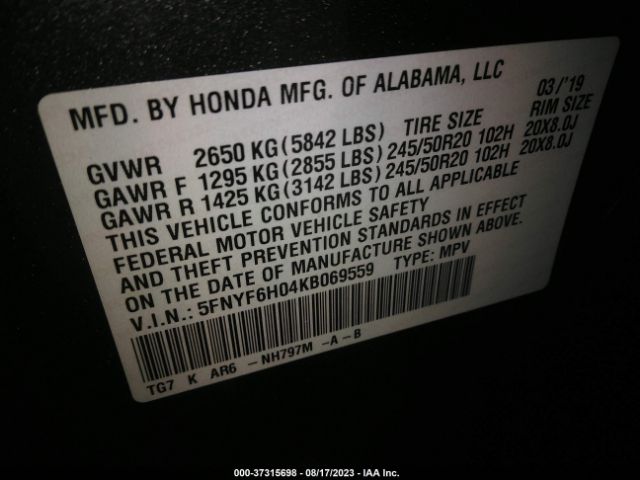 MFD. BY HONDA MFG. OF ALABAMA, LLC 03/'19
GVWR 2650 KG(5842 LBS) TIRE SIZE RIM SIZE
GAWR F 1295 KG(2855 LBS)245/50R20 102H 20X8.0J
GAWR R 1425 KG(3142 LBS)245/50R20 102H 20X8.0J
THIS VEHICLE CONFORMS TO ALL APPLICABLE
FEDERAL MOTOR VEHICLE SAFETY
AND THEFT PREVENTION STANDARDS IN EFFECT
ON THE DATE OF MANUFACTURE SHOWN ABOVE.
V.I.N.: 5FNYF6H04KB069559 TYPE: MPV
TG7 K AR6 -NH797M -A-B
000-37315698 - 08/17/2023 - IAA Inc.